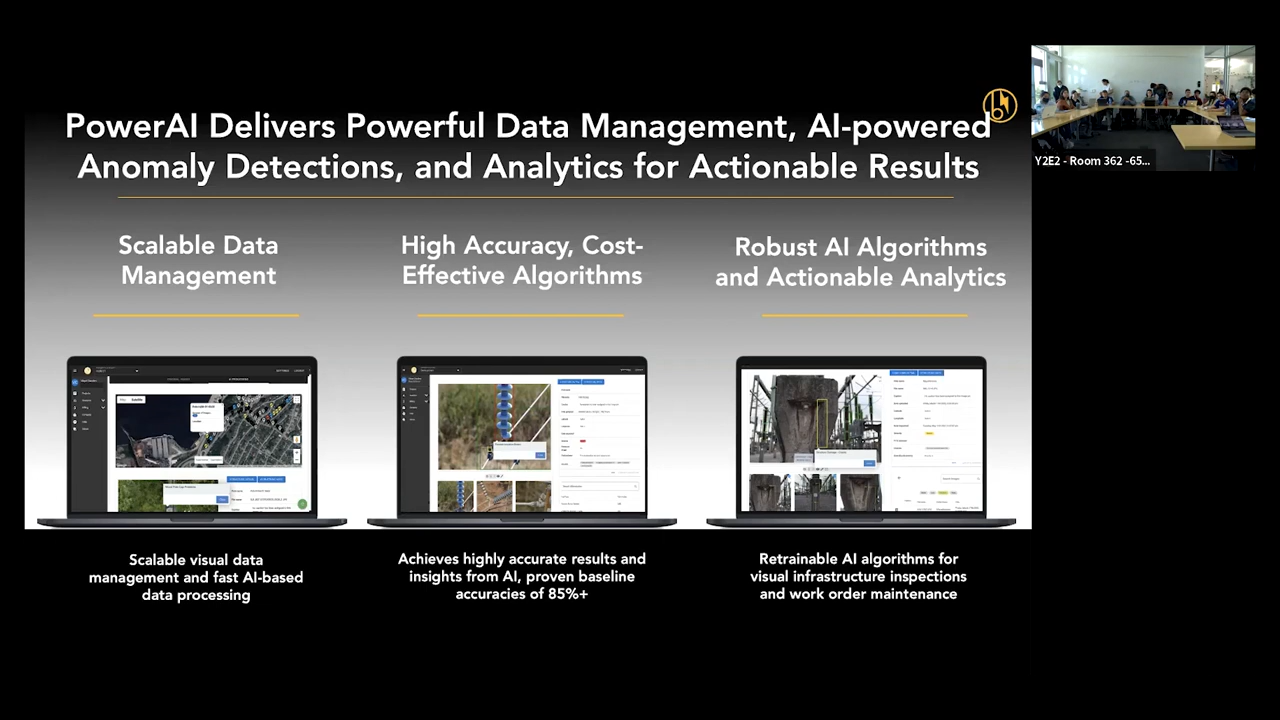 PowerAI Delivers Powerful Data Management, AI-powered
Anomaly Detections, and Analytics for Actionable Results
Scalable Data
Management
High Accuracy, Cost-
Effective Algorithms
Robust AI Algorithms
and Actionable Analytics
Scalable visual data
management and fast AI-based
data processing
Achieves highly accurate results and
insights from AI, proven baseline
accuracies of 85%+
Retrainable AI algorithms for
visual infrastructure inspections
and work order maintenance
Y2E2 - Room 362 -65...